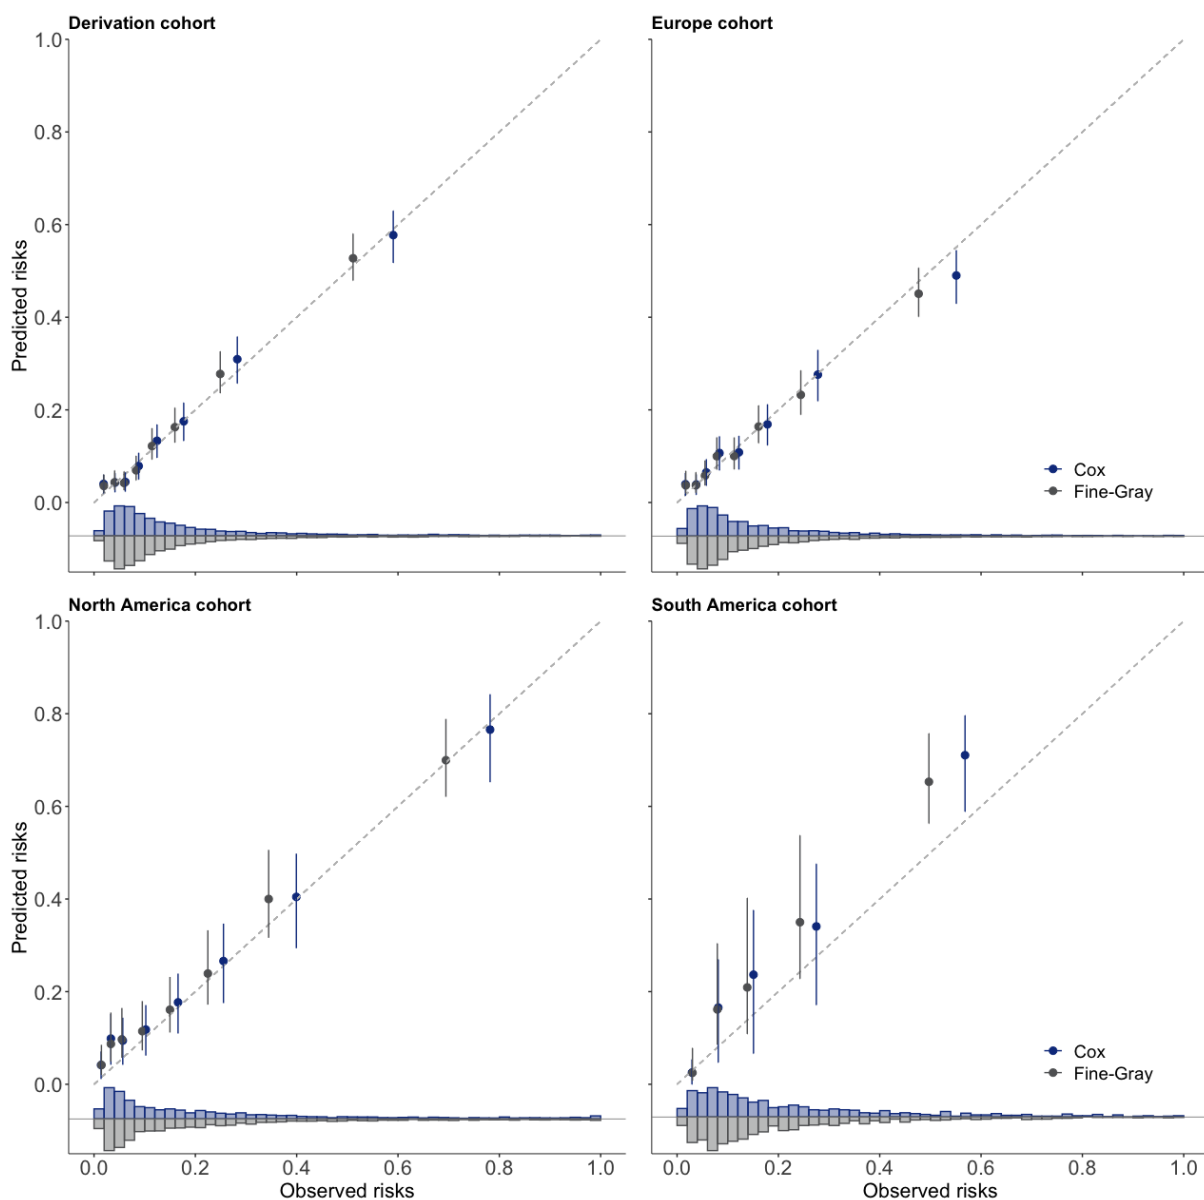 Derivation cohort
Europe cohort
1.0
0.8
0.6
0.4
0.2
0.0
Predicted risks
Cox
Fine-Gray
North America cohort
South America cohort
1.0
0.8
0.6
0.4
0.2
0.0
Predicted risks
Cox
Fine-Gray
0.0 0.2 0.4 0.6 0.8 1.0
0.0 0.2 0.4 0.6 0.8 1.0
Observed risks
Observed risks